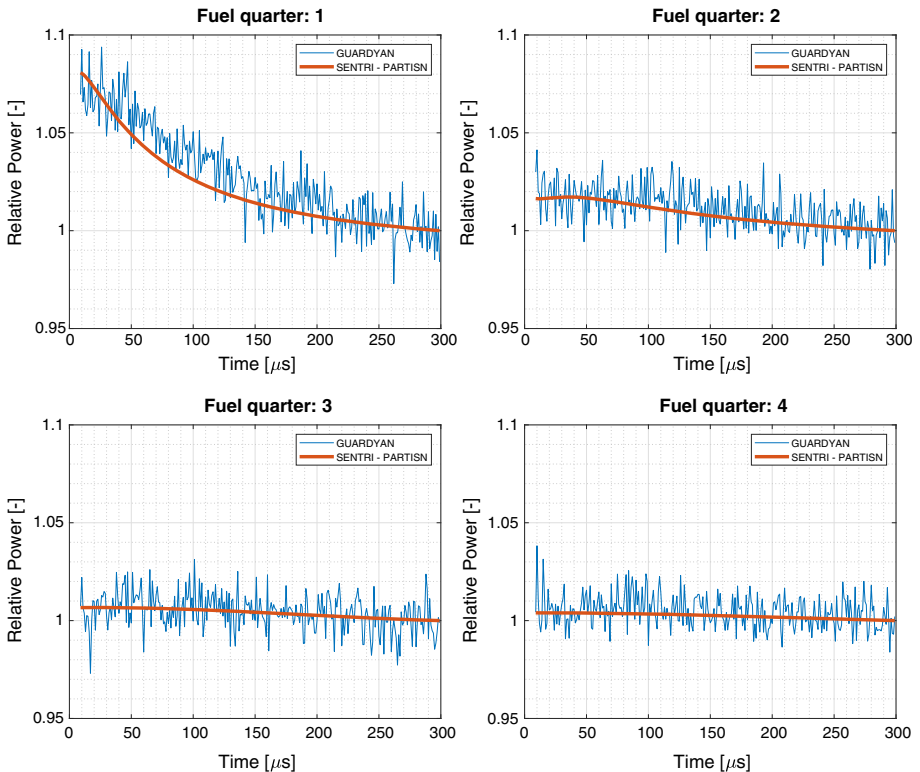 Fuel quarter: 1
1.1
1.05
1
0.95
Relative Power [-]
GUARDYAN
SENTRI - PARTISN
0 50 100 150 200 250 300
Time [μs]
Fuel quarter: 2
1.1
1.05
1
0.95
Relative Power [-]
GUARDYAN
SENTRI - PARTISN
0 50 100 150 200 250 300
Time [μs]
Fuel quarter: 3
1.1
1.05
1
0.95
Relative Power [-]
GUARDYAN
SENTRI - PARTISN
0 50 100 150 200 250 300
Time [μs]
Fuel quarter: 4
1.1
1.05
1
0.95
Relative Power [-]
GUARDYAN
SENTRI - PARTISN
0 50 100 150 200 250 300
Time [μs]